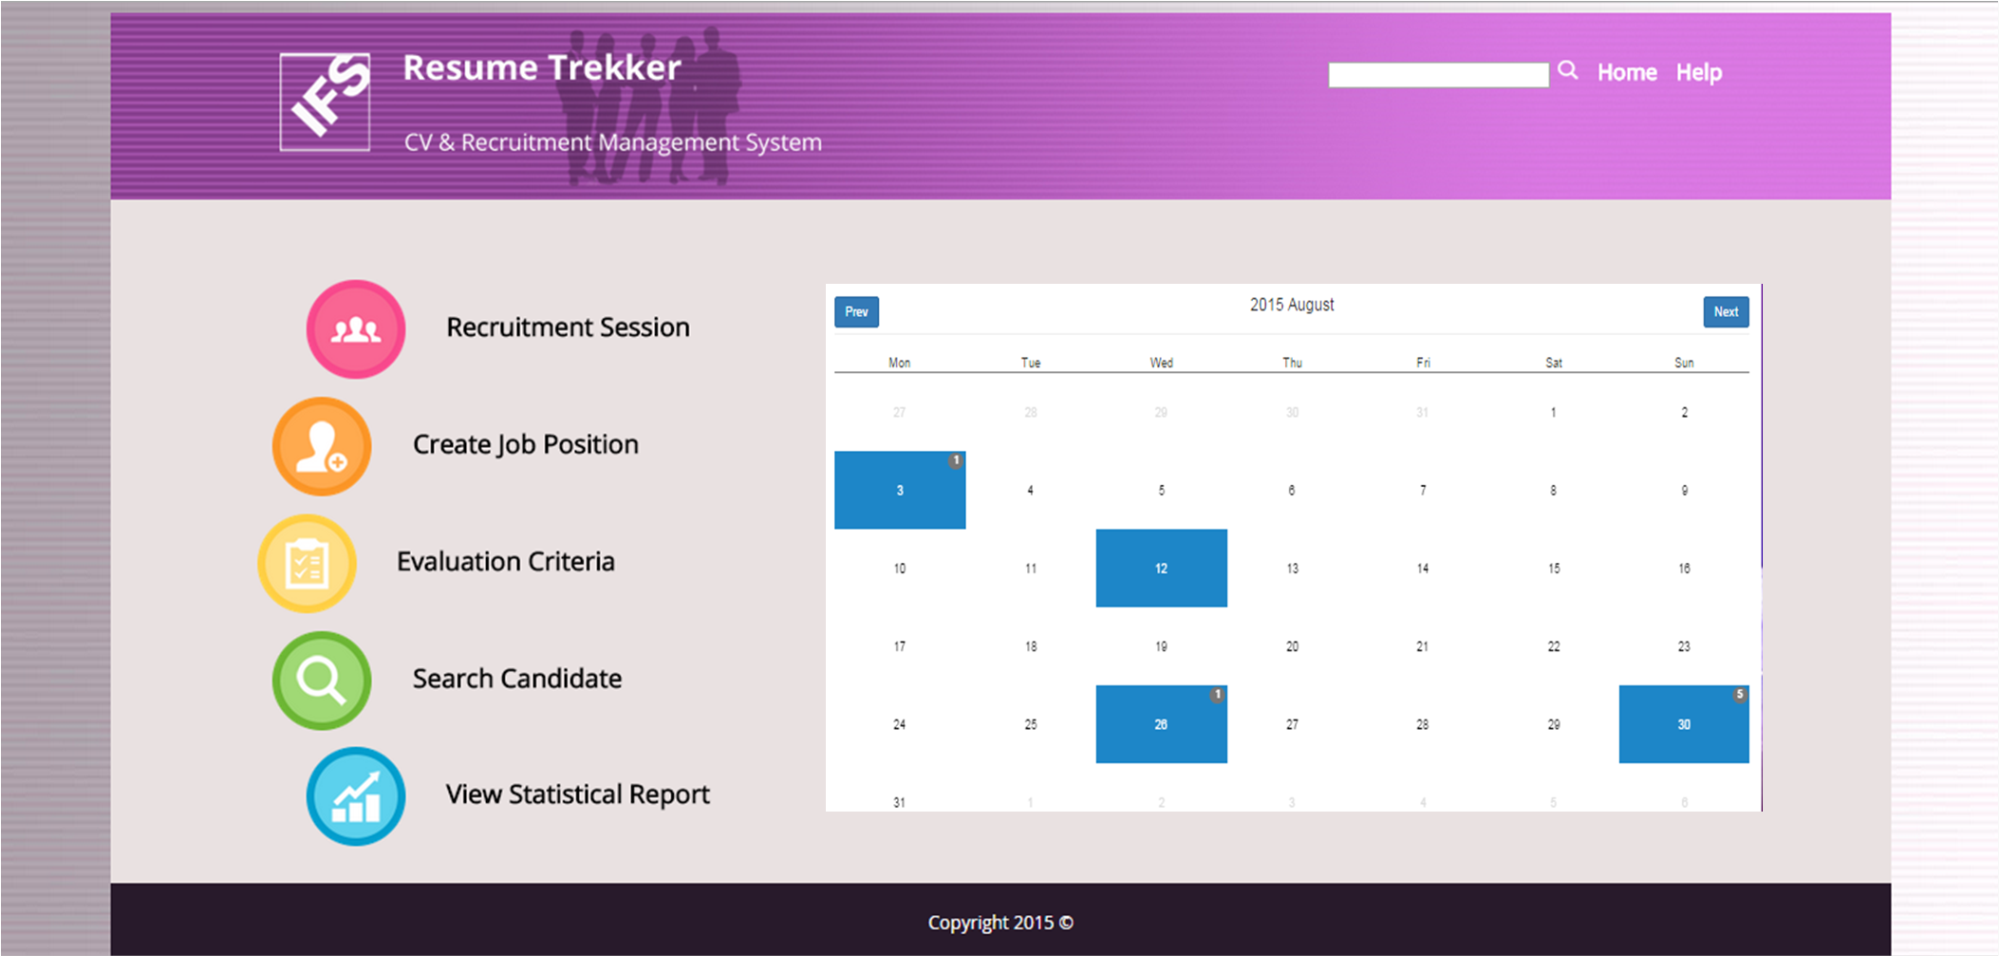 IFS
Resume Trekker
CV & Recruitment Management System
Home Help
Recruitment Session
Create Job Position
Evaluation Criteria
Search Candidate
View Statistical Report
Prev 2015 August Next
Mon Tue Wed Thu Fri Sat Sun
27 28 29 30 31 1 2
1
3 4 5 6 7 8 9
10 11 12 13 14 15 16
17 18 19 20 21 22 23
1 5
24 25 26 27 28 29 30
31 1 2 3 4 5 6
Copyright 2015 ©